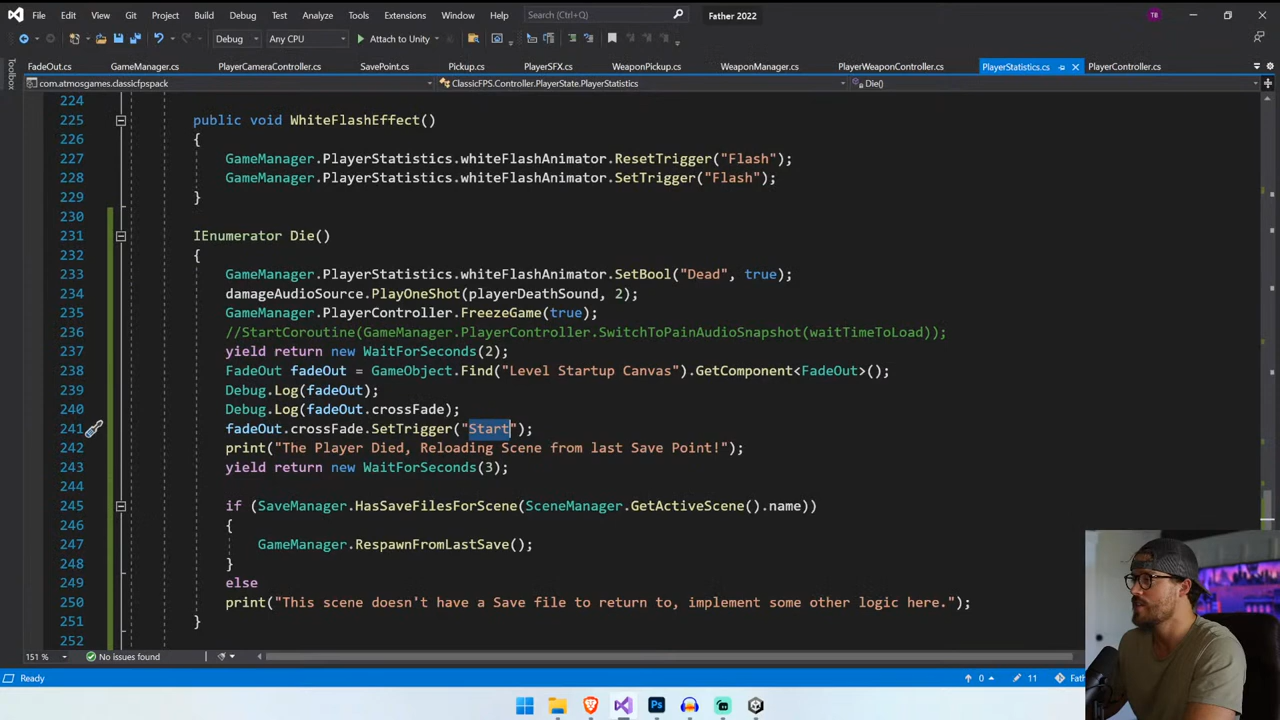 File Edit View Git Project Build Debug Test Analyze Tools Extensions Window Help Search (Ctrl+Q) Father 2022 TB
Debug Any CPU Attach to Unity
FadeOut.cs GameManager.cs PlayerCameraController.cs SavePoint.cs Pickup.cs PlayerSFX.cs WeaponPickup.cs WeaponManager.cs PlayerWeaponController.cs PlayerStatistics.cs PlayerController.cs
Toolbox
com.atmosgames.classicfpspack ClassicFPS.Controller.PlayerState.PlayerStatistics Die()
224
225 public void WhiteFlashEffect()
226 {
227 GameManager.PlayerStatistics.whiteFlashAnimator.ResetTrigger("Flash");
228 GameManager.PlayerStatistics.whiteFlashAnimator.SetTrigger("Flash");
229 }
230
231 IEnumerator Die()
232 {
233 GameManager.PlayerStatistics.whiteFlashAnimator.SetBool("Dead", true);
234 damageAudioSource.PlayOneShot(playerDeathSound, 2);
235 GameManager.PlayerController.FreezeGame(true);
236 //StartCoroutine(GameManager.PlayerController.SwitchToPainAudioSnapshot(waitTimeToLoad));
237 yield return new WaitForSeconds(2);
238 FadeOut fadeOut = GameObject.Find("Level Startup Canvas").GetComponent<FadeOut>();
239 Debug.Log(fadeOut);
240 Debug.Log(fadeOut.crossFade);
241 fadeOut.crossFade.SetTrigger("Start");
242 print("The Player Died, Reloading Scene from last Save Point!");
243 yield return new WaitForSeconds(3);
244
245 if (SaveManager.HasSaveFilesForScene(SceneManager.GetActiveScene().name))
246 {
247 GameManager.RespawnFromLastSave();
248 }
249 else
250 print("This scene doesn't have a Save file to return to, implement some other logic here.");
251 }
252
151 % No issues found
Ready 0 11 Fath
Ps